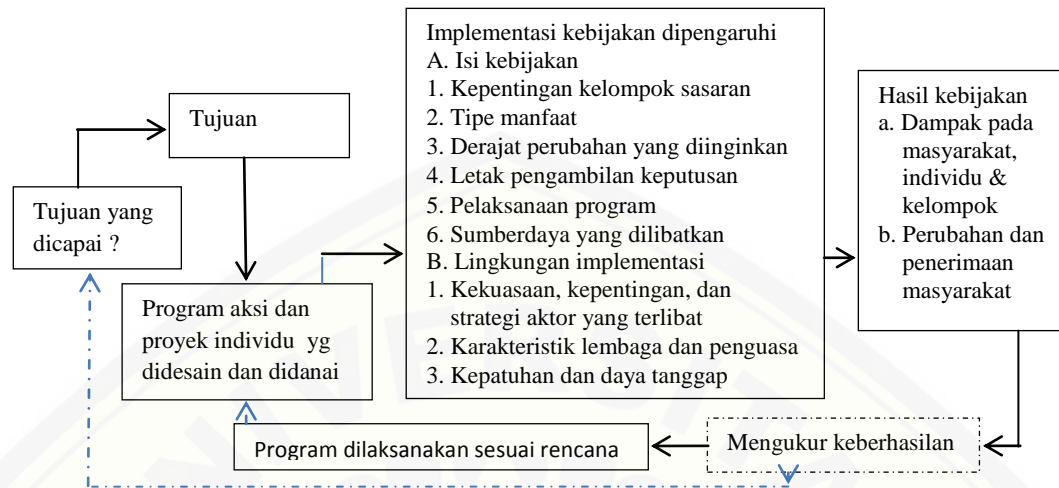 Tujuan
Tujuan yang
dicapai ?
Program aksi dan
proyek individu yg
didesain dan didanai
Implementasi kebijakan dipengaruhi
A. Isi kebijakan
1. Kepentingan kelompok sasaran
2. Tipe manfaat
3. Derajat perubahan yang diinginkan
4. Letak pengambilan keputusan
5. Pelaksanaan program
6. Sumberdaya yang dilibatkan
B. Lingkungan implementasi
1. Kekuasaan, kepentingan, dan
strategi aktor yang terlibat
2. Karakteristik lembaga dan penguasa
3. Kepatuhan dan daya tanggap
Hasil kebijakan
a. Dampak pada
masyarakat,
individu &
kelompok
b. Perubahan dan
penerimaan
masyarakat
Program dilaksanakan sesuai rencana
Mengukur keberhasilan